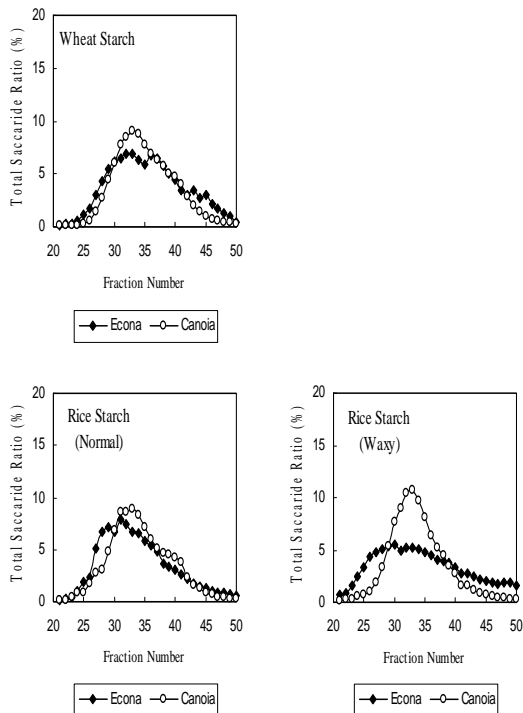 Total Saccaride Ratio (%)
20
15
10
5
0
Wheat Starch
20 25 30 35 40 45 50
Fraction Number
Econa Canoia
Total Saccaride Ratio (%)
20
15
10
5
0
Rice Starch
(Normal)
20 25 30 35 40 45 50
Fraction Number
Econa Canoia
Total Saccaride Ratio (%)
20
15
10
5
0
Rice Starch
(Waxy)
20 25 30 35 40 45 50
Fraction Number
Econa Canoia